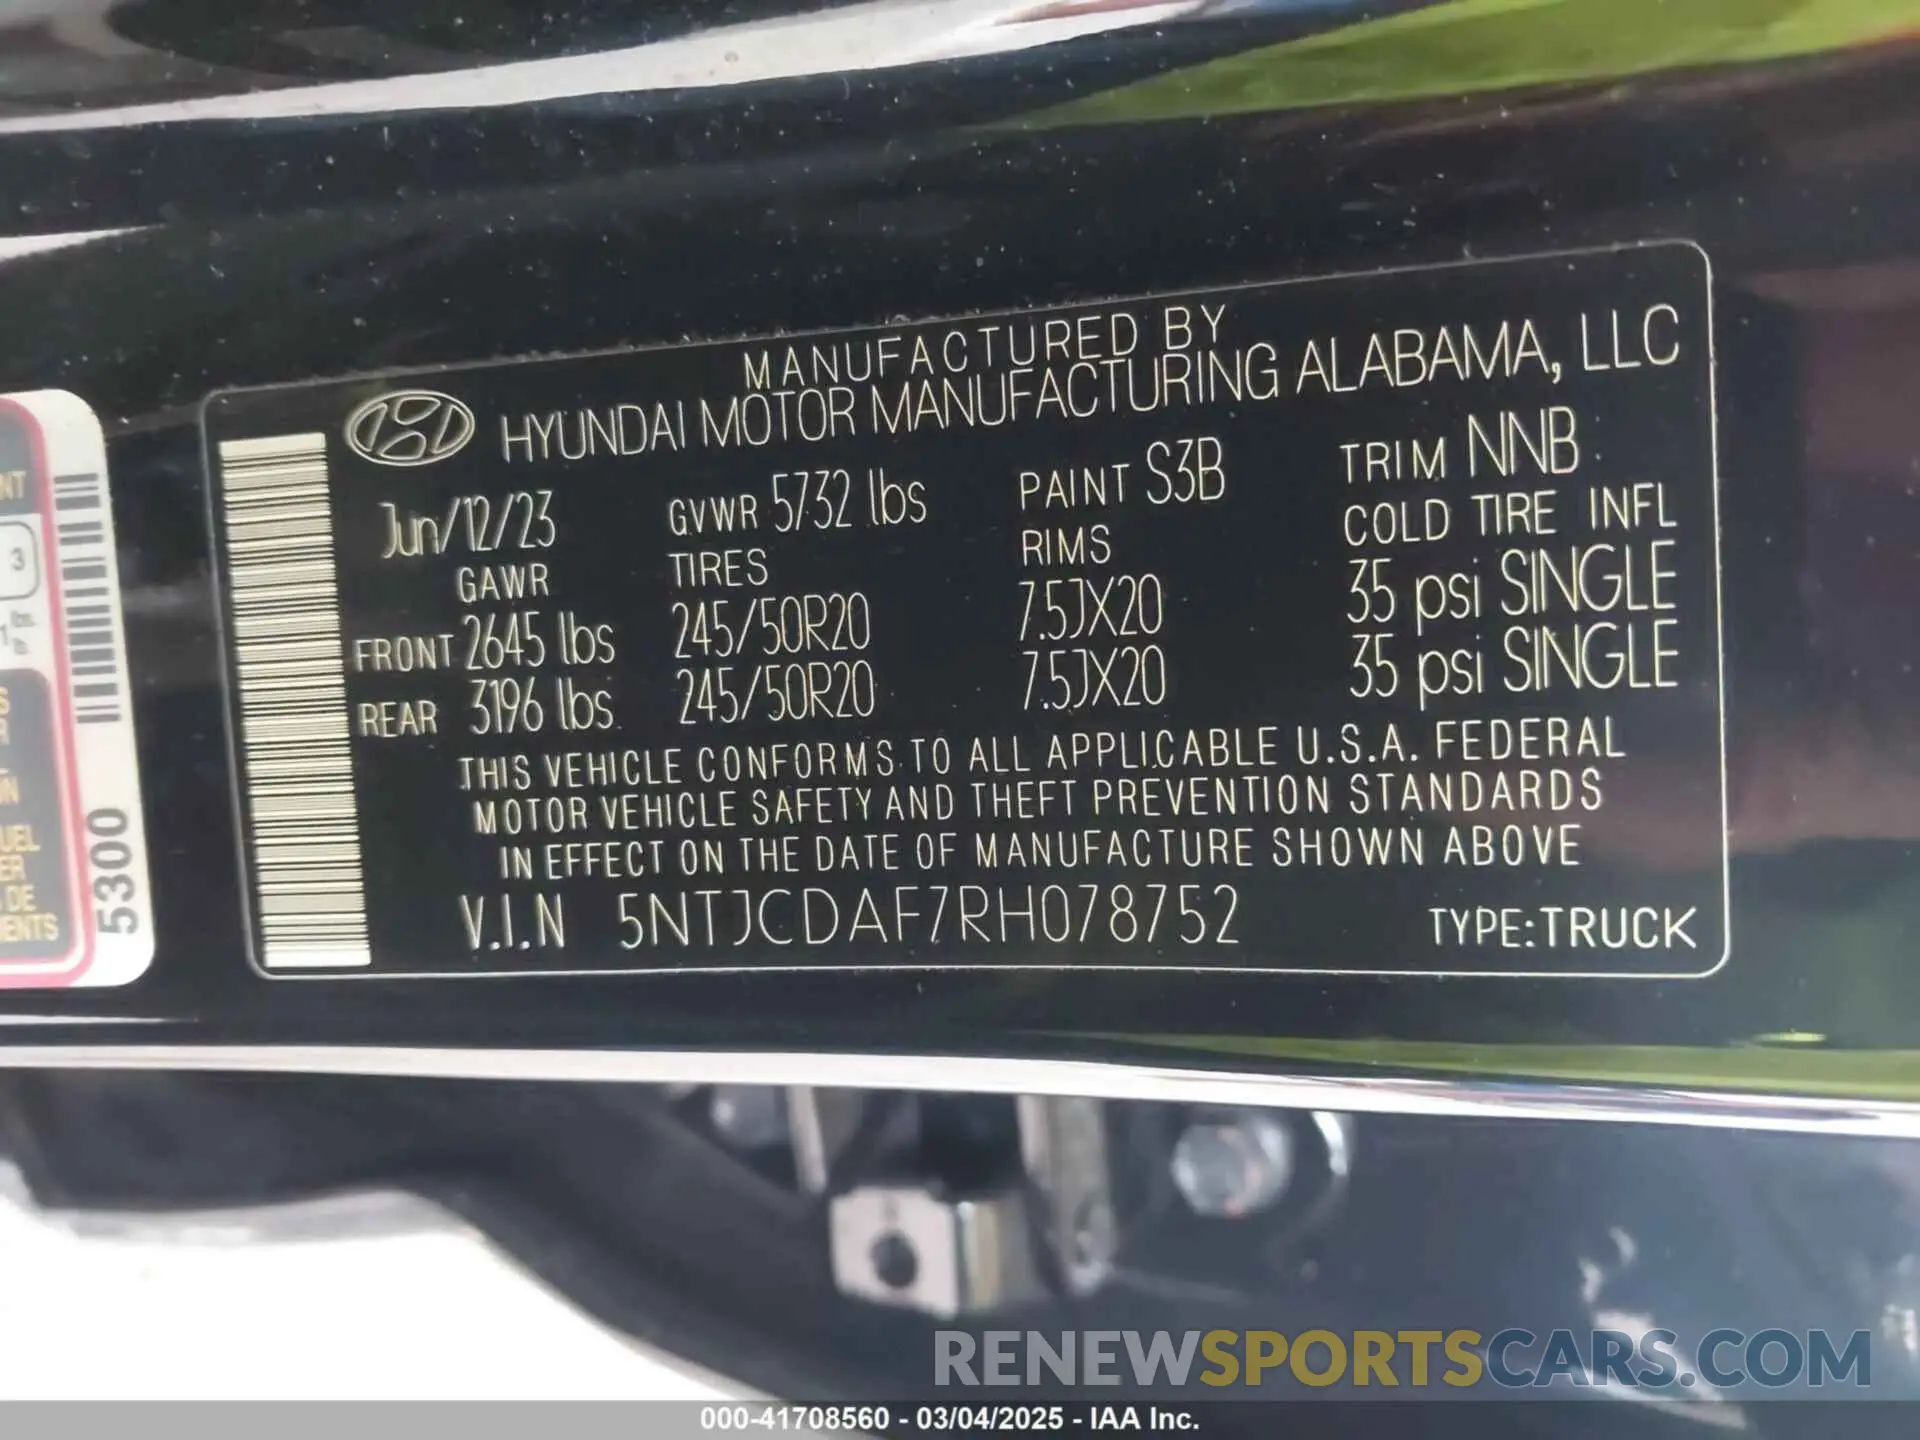 MANUFACTURED BY
HYUNDAI MOTOR MANUFACTURING ALABAMA, LLC
Jun/12/23 GVWR 5732 lbs PAINT S3B TRIM NNB
GAWR TIRES RIMS COLD TIRE INFL
FRONT 2645 lbs 245/50R20 7.5JX20 35 psi SINGLE
REAR 3196 lbs 245/50R20 7.5JX20 35 psi SINGLE
THIS VEHICLE CONFORMS TO ALL APPLICABLE U.S.A. FEDERAL
MOTOR VEHICLE SAFETY AND THEFT PREVENTION STANDARDS
IN EFFECT ON THE DATE OF MANUFACTURE SHOWN ABOVE
V.I.N 5NTJCDAF7RH078752 TYPE:TRUCK
3
lbs.
lb.
DE
5300
RENEWSPORTSCARS.COM
000-41708560 - 03/04/2025 - IAA Inc.